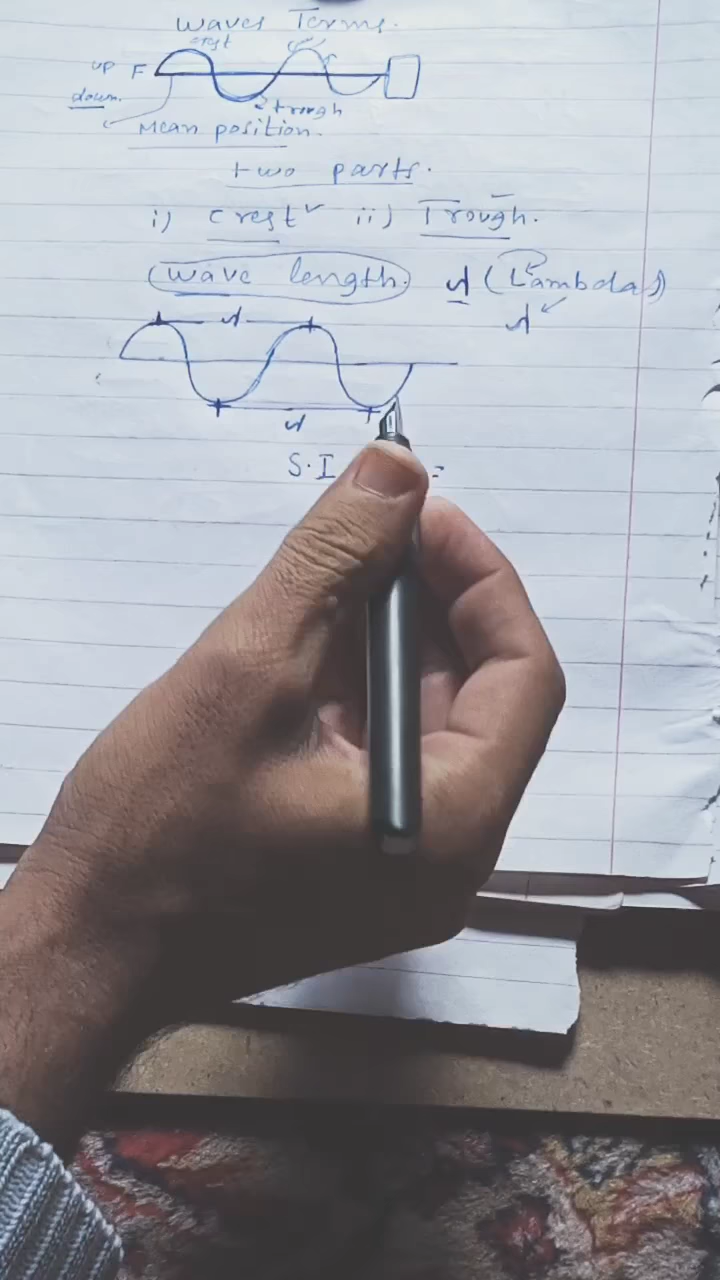 Waves Terms.
crest
up F
down.
trough
Mean position.
two parts.
i) crest ii) Trough.
wave length. λ (Lambda)
λ
λ
λ
S.I =